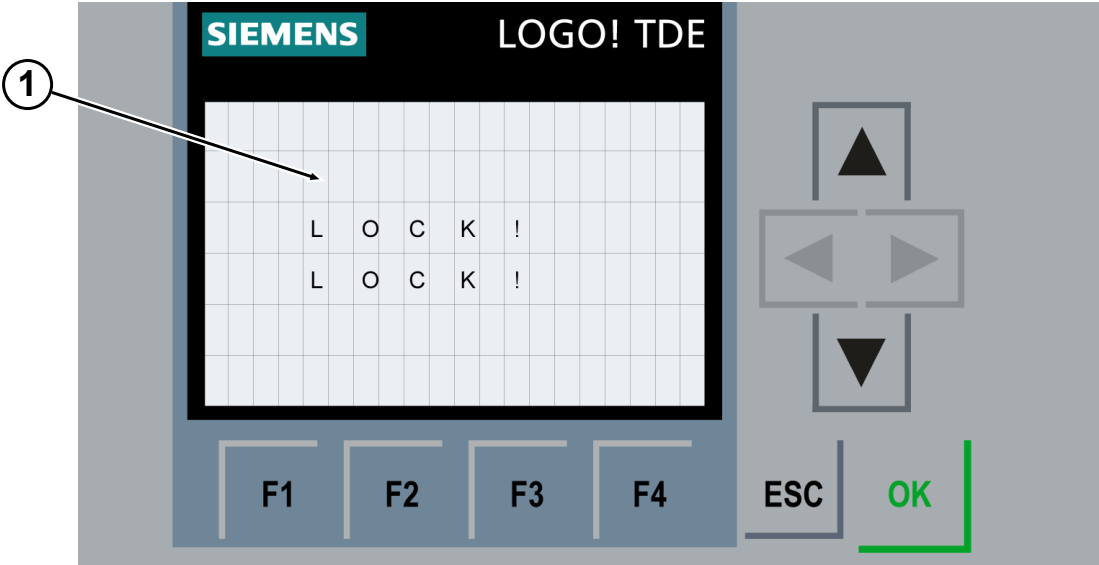 SIEMENS LOGO! TDE
1
L O C K !
L O C K !
F1 F2 F3 F4 ESC OK